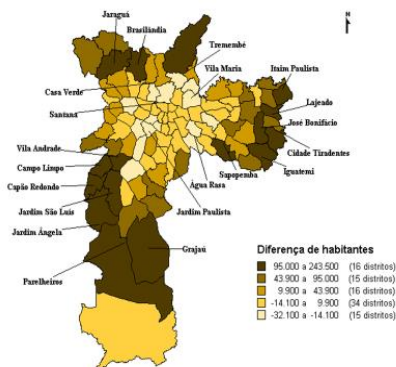 Jaraguá
Brasilândia
Tremembé
Casa Verde
Vila Maria
Itaim Paulista
Santana
Lajeado
José Bonifácio
Vila Andrade
Cidade Tiradentes
Campo Limpo
Iguatemi
Capão Redondo
Sapopemba
Água Rasa
Jardim São Luis
Jardim Paulista
Jardim Ângela
Grajaú
Parelheiros
N
Diferença de habitantes
95.000 a 243.500 (16 distritos)
43.900 a 95.000 (15 distritos)
9.900 a 43.900 (16 distritos)
-14.100 a 9.900 (34 distritos)
-32.100 a -14.100 (15 distritos)